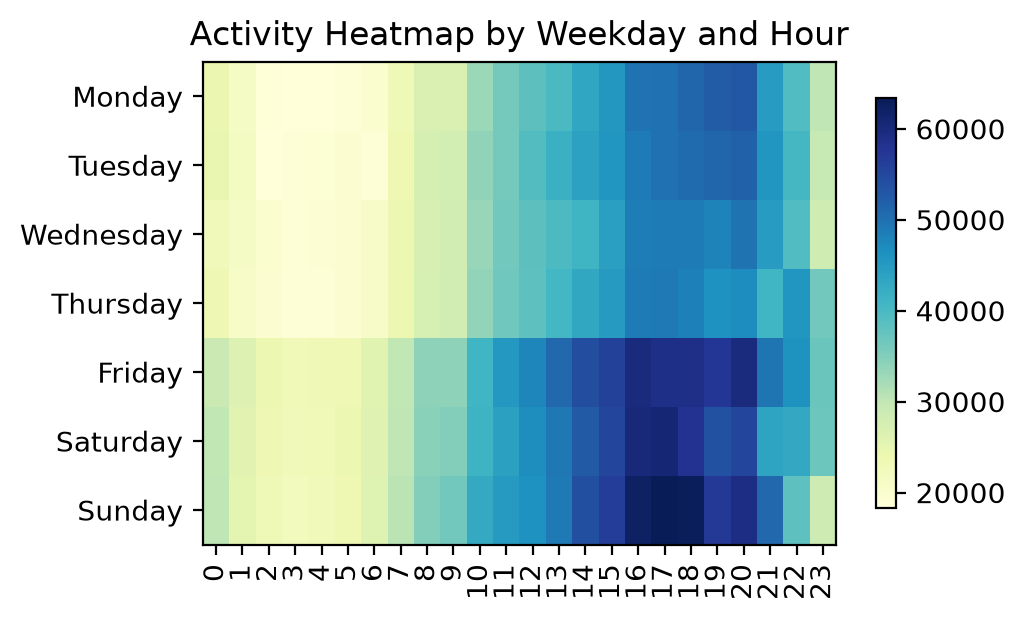 Activity Heatmap by Weekday and Hour
Monday
Tuesday
Wednesday
Thursday
Friday
Saturday
Sunday
0 1 2 3 4 5 6 7 8 9 10 11 12 13 14 15 16 17 18 19 20 21 22 23
60000
50000
40000
30000
20000